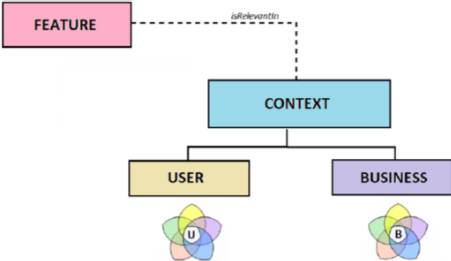 FEATURE
isRelevantIn
CONTEXT
USER
BUSINESS
U
B